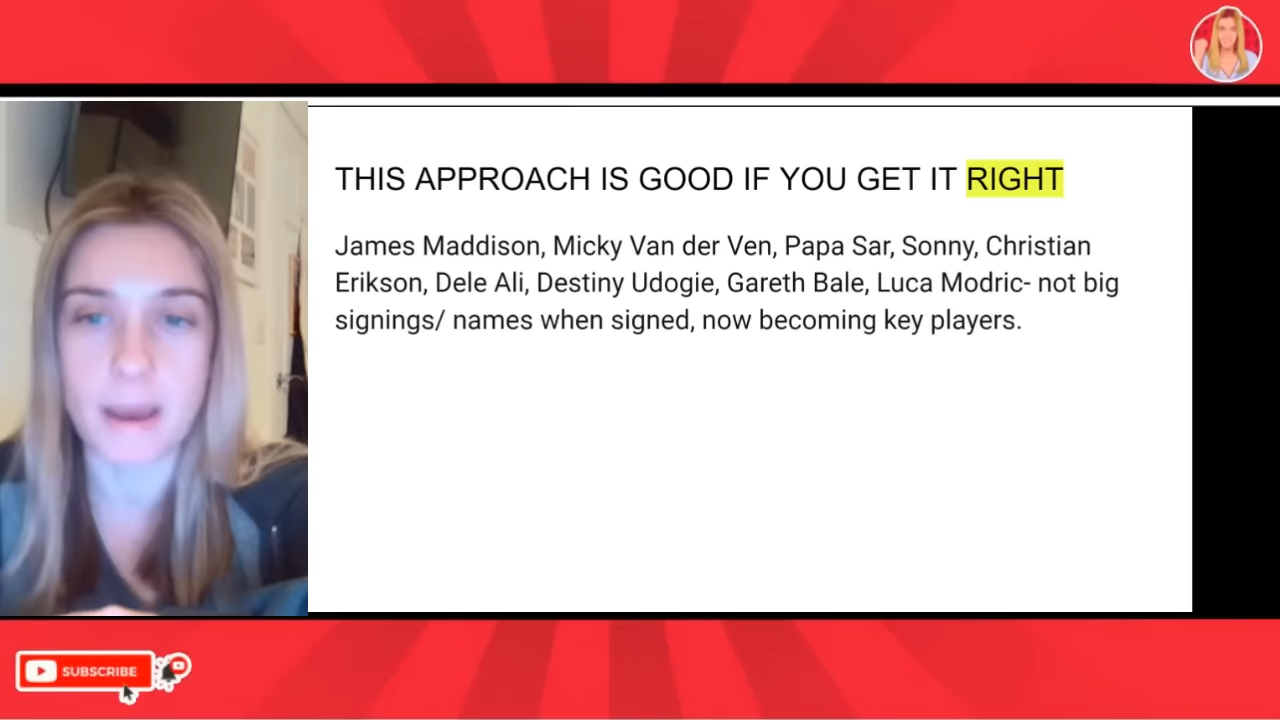 THIS APPROACH IS GOOD IF YOU GET IT RIGHT
James Maddison, Micky Van der Ven, Papa Sar, Sonny, Christian
Erikson, Dele Ali, Destiny Udogie, Gareth Bale, Luca Modric- not big
signings/ names when signed, now becoming key players.
SUBSCRIBE